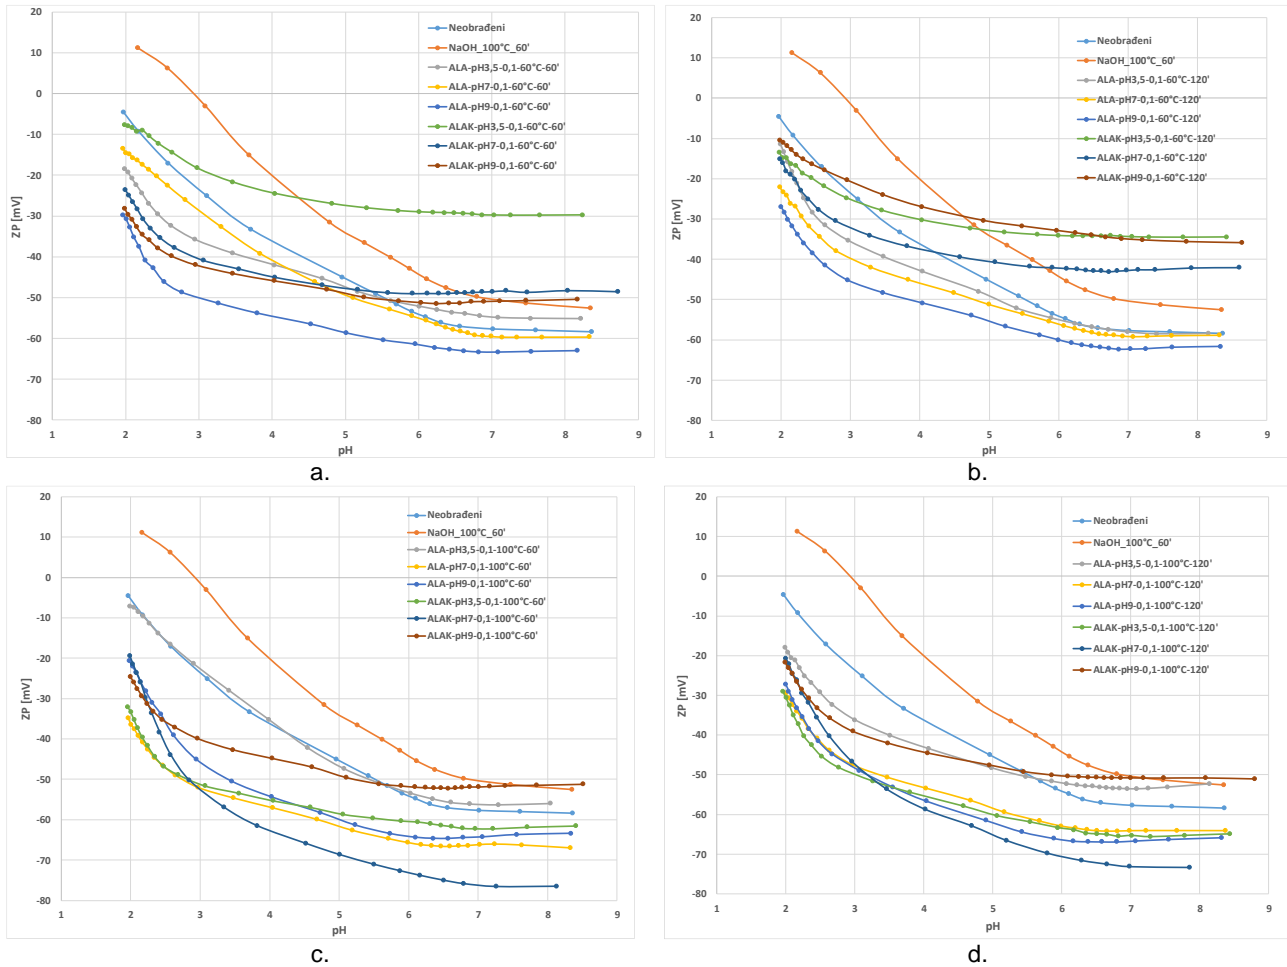 20
10
0
-10
-20
-30
-40
-50
-60
-70
-80
ZP [mV]
1 2 3 4 5 6 7 8 9
pH
Neobrađeni
NaOH_100°C_60'
ALA-pH3,5-0,1-60°C-60'
ALA-pH7-0,1-60°C-60'
ALA-pH9-0,1-60°C-60'
ALAK-pH3,5-0,1-60°C-60'
ALAK-pH7-0,1-60°C-60'
ALAK-pH9-0,1-60°C-60'
a.
20
10
0
-10
-20
-30
-40
-50
-60
-70
-80
ZP [mV]
1 2 3 4 5 6 7 8 9
pH
Neobrađeni
NaOH_100°C_60'
ALA-pH3,5-0,1-60°C-120'
ALA-pH7-0,1-60°C-120'
ALA-pH9-0,1-60°C-120'
ALAK-pH3,5-0,1-60°C-120'
ALAK-pH7-0,1-60°C-120'
ALAK-pH9-0,1-60°C-120'
b.
20
10
0
-10
-20
-30
-40
-50
-60
-70
-80
ZP [mV]
1 2 3 4 5 6 7 8 9
pH
Neobrađeni
NaOH_100°C_60'
ALA-pH3,5-0,1-100°C-60'
ALA-pH7-0,1-100°C-60'
ALA-pH9-0,1-100°C-60'
ALAK-pH3,5-0,1-100°C-60'
ALAK-pH7-0,1-100°C-60'
ALAK-pH9-0,1-100°C-60'
c.
20
10
0
-10
-20
-30
-40
-50
-60
-70
-80
ZP [mV]
1 2 3 4 5 6 7 8 9
pH
Neobrađeni
NaOH_100°C_60'
ALA-pH3,5-0,1-100°C-120'
ALA-pH7-0,1-100°C-120'
ALA-pH9-0,1-100°C-120'
ALAK-pH3,5-0,1-100°C-120'
ALAK-pH7-0,1-100°C-120'
ALAK-pH9-0,1-100°C-120'
d.